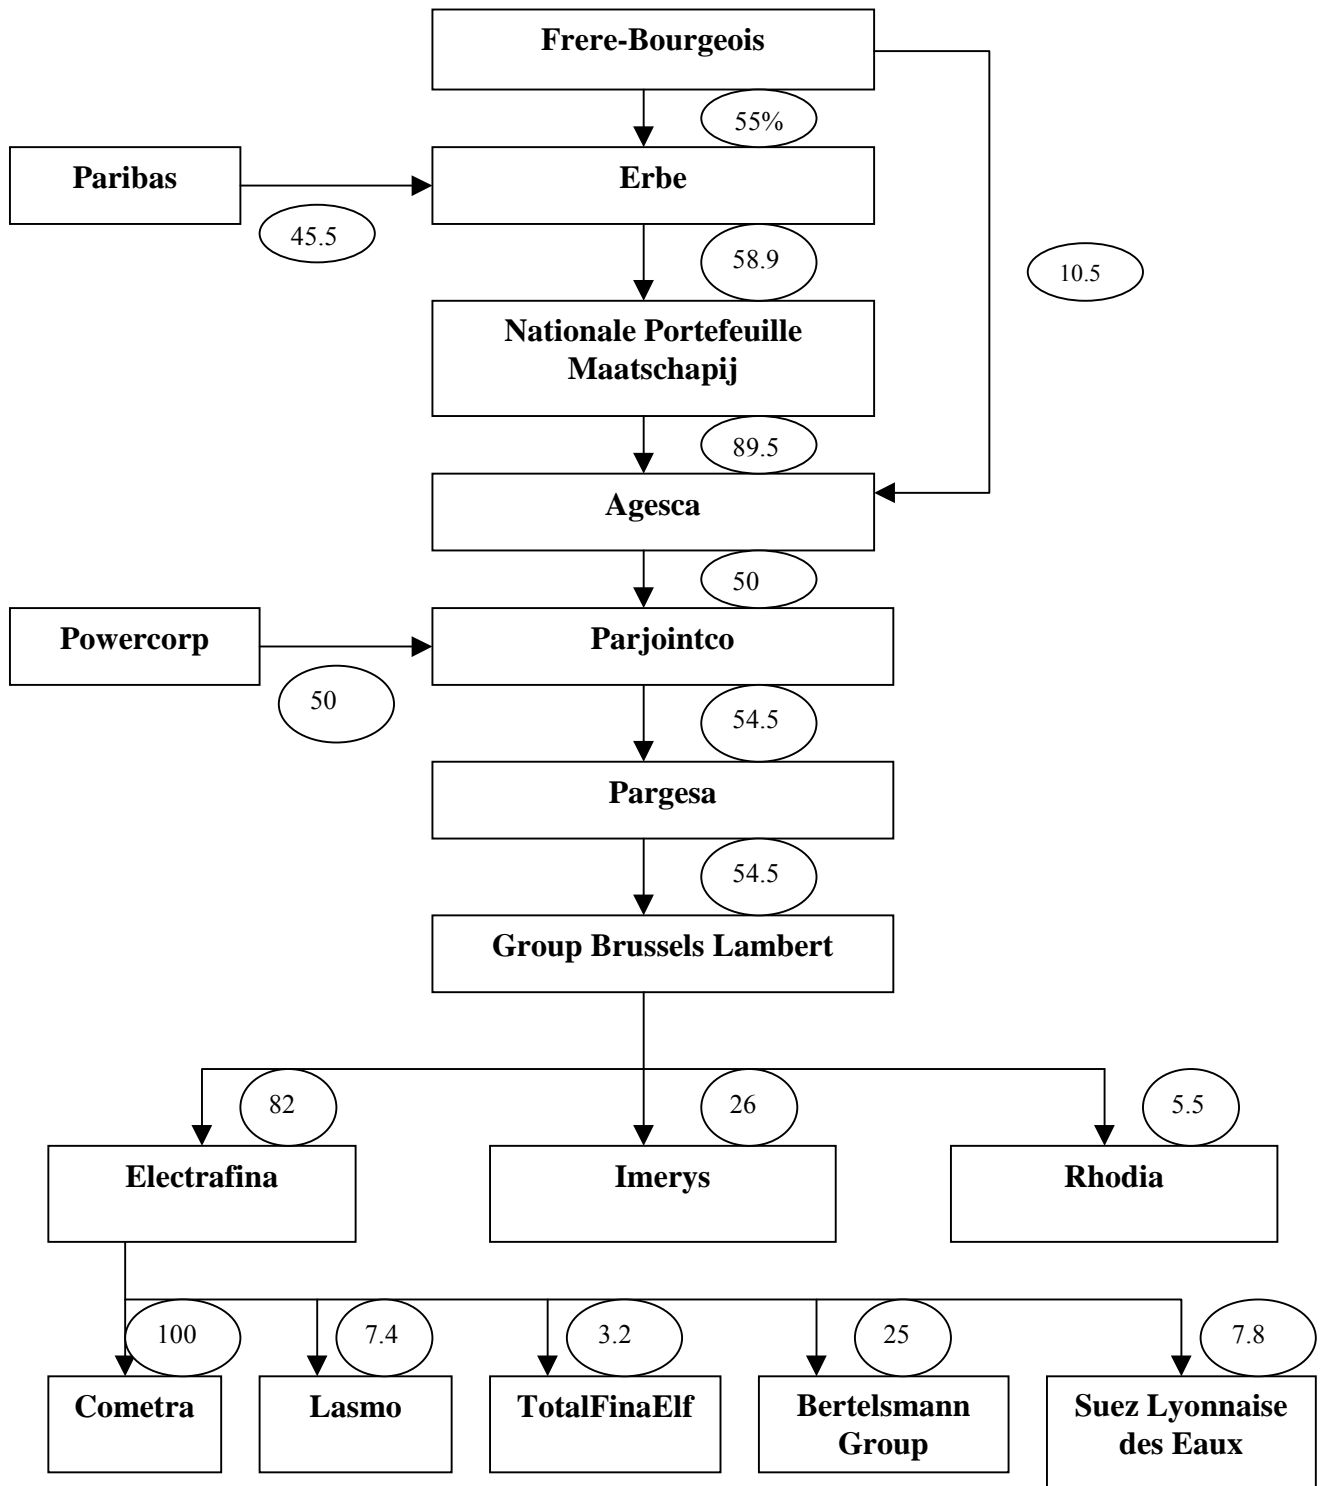 Frere-Bourgeois
55%
Paribas
Erbe
45.5
58.9
10.5
Nationale Portefeuille
Maatschapij
89.5
Agesca
50
Powercorp
Parjointco
50
54.5
Pargesa
54.5
Group Brussels Lambert
82
26
5.5
Electrafina
Imerys
Rhodia
100
7.4
3.2
25
7.8
Cometra
Lasmo
TotalFinaElf
Bertelsmann
Group
Suez Lyonnaise
des Eaux